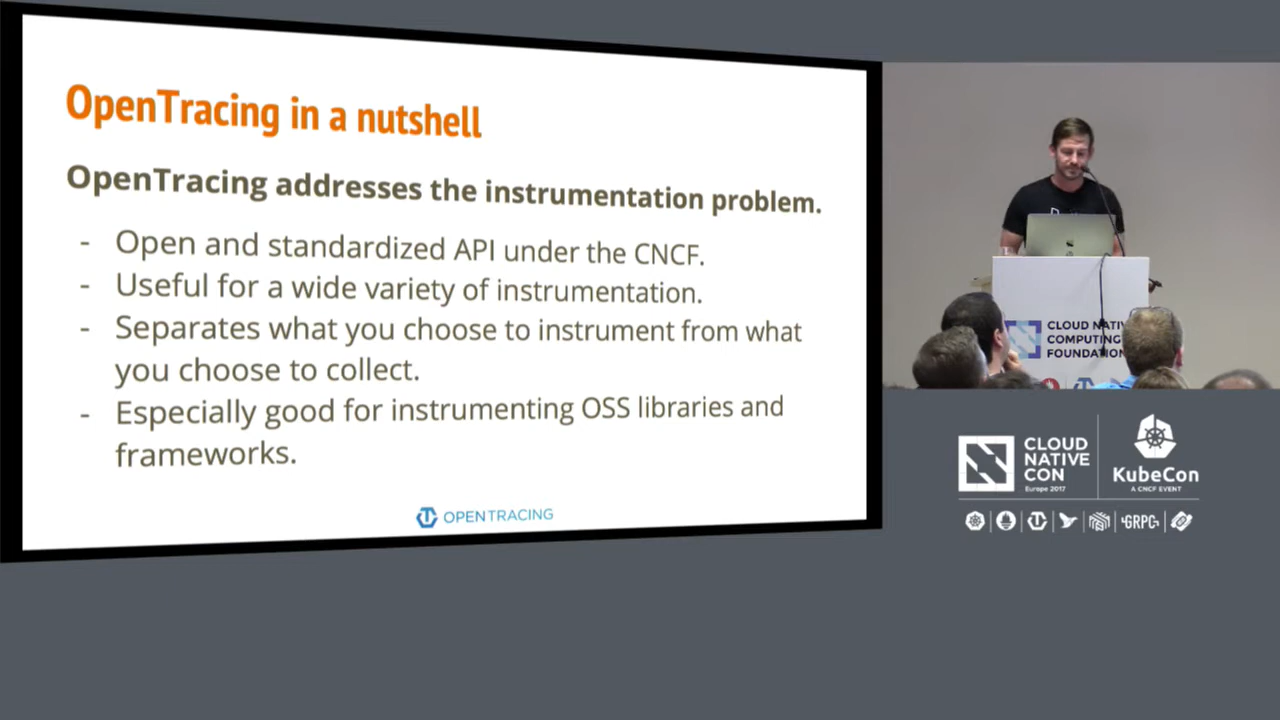 OpenTracing in a nutshell
OpenTracing addresses the instrumentation problem.
- Open and standardized API under the CNCF.
- Useful for a wide variety of instrumentation.
- Separates what you choose to instrument from what
you choose to collect.
- Especially good for instrumenting OSS libraries and
frameworks.
OPENTRACING
CLOUD NATIV
COMPUTING
FOUNDATION
CLOUD
NATIVE
CON
Europe 2017
KubeCon
A CNCF EVENT
GRPC